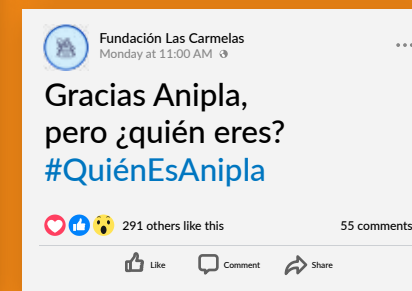 Fundación Las Carmelas
Monday at 11:00 AM
Gracias Anipla,
pero ¿quién eres?
#QuiénEsAnipla
291 others like this 55 comments
Like Comment Share